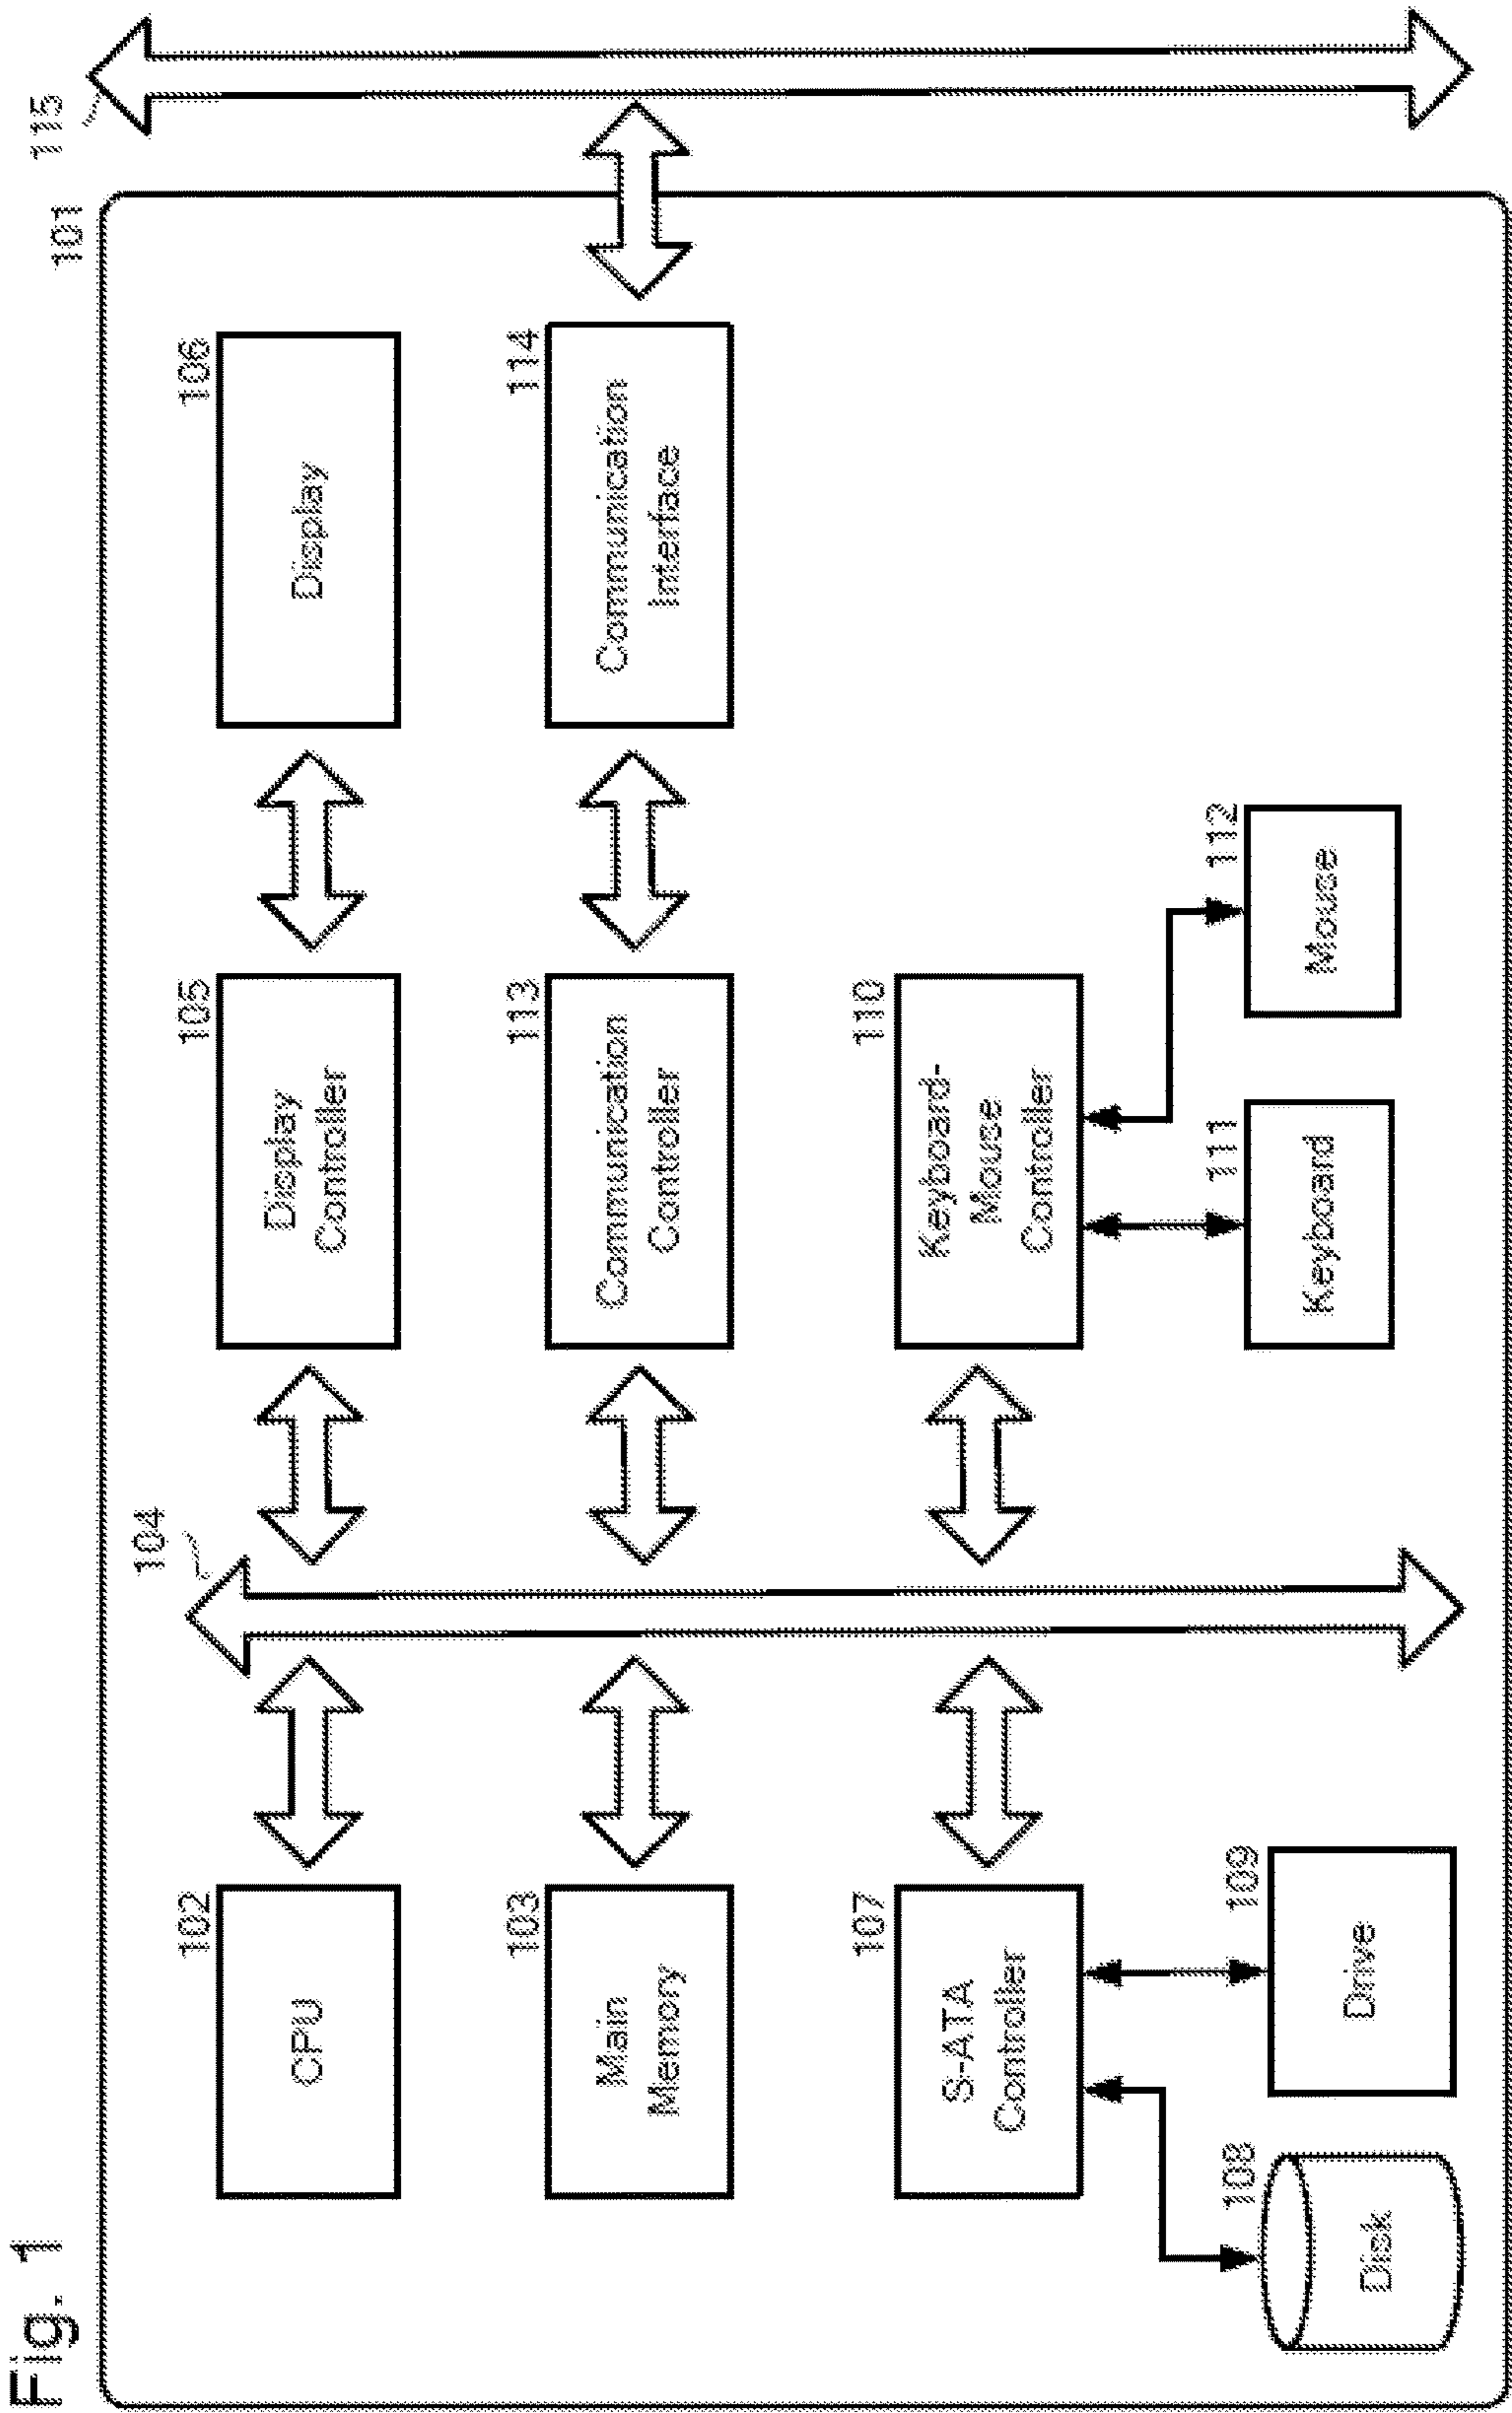 Fig. 1
101
115
104
102
CPU
105
Display
Controller
106
Display
103
Main
Memory
113
Communication
Controller
114
Communication
Interface
107
S-ATA
Controller
110
Keyboard-
Mouse
Controller
108
Disk
109
Drive
111
Keyboard
112
Mouse